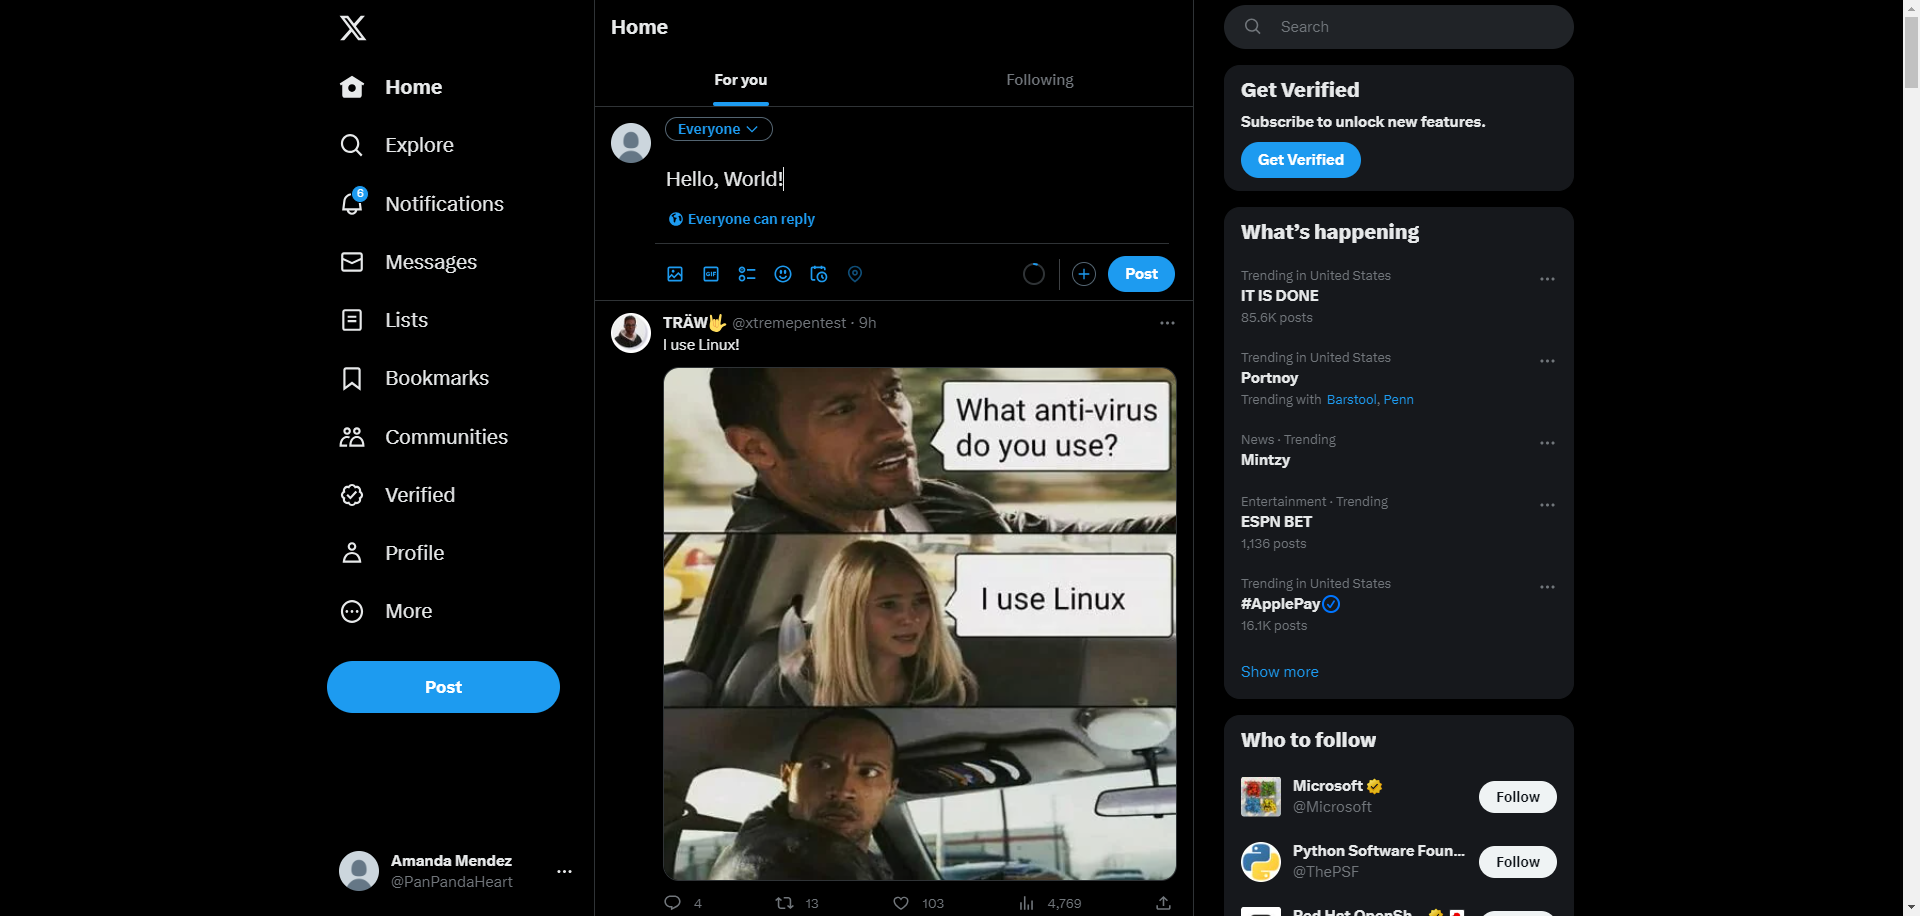 Home
Explore
6
Notifications
Messages
Lists
Bookmarks
Communities
Verified
Profile
More
Post
Amanda Mendez
@PanPandaHeart
Home
For you
Following
Everyone
Hello, World!
Everyone can reply
GIF
Post
TRÄW🤟 @xtremepentest · 9h
I use Linux!
What anti-virus
do you use?
I use Linux
4
13
103
4,769
Search
Get Verified
Subscribe to unlock new features.
Get Verified
What’s happening
Trending in United States
IT IS DONE
85.6K posts
Trending in United States
Portnoy
Trending with Barstool, Penn
News · Trending
Mintzy
Entertainment · Trending
ESPN BET
1,136 posts
Trending in United States
#ApplePay
16.1K posts
Show more
Who to follow
Microsoft
@Microsoft
Follow
Python Software Foun...
@ThePSF
Follow
Red Hat OpenSh...